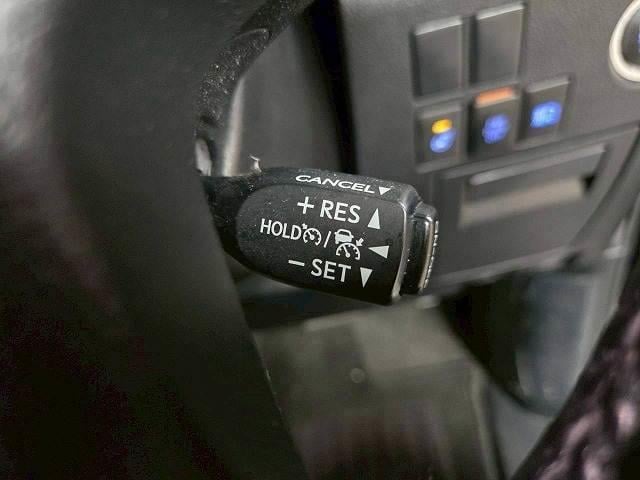 CANCEL▼
+ RES ▲
HOLD / ◀
− SET ▼